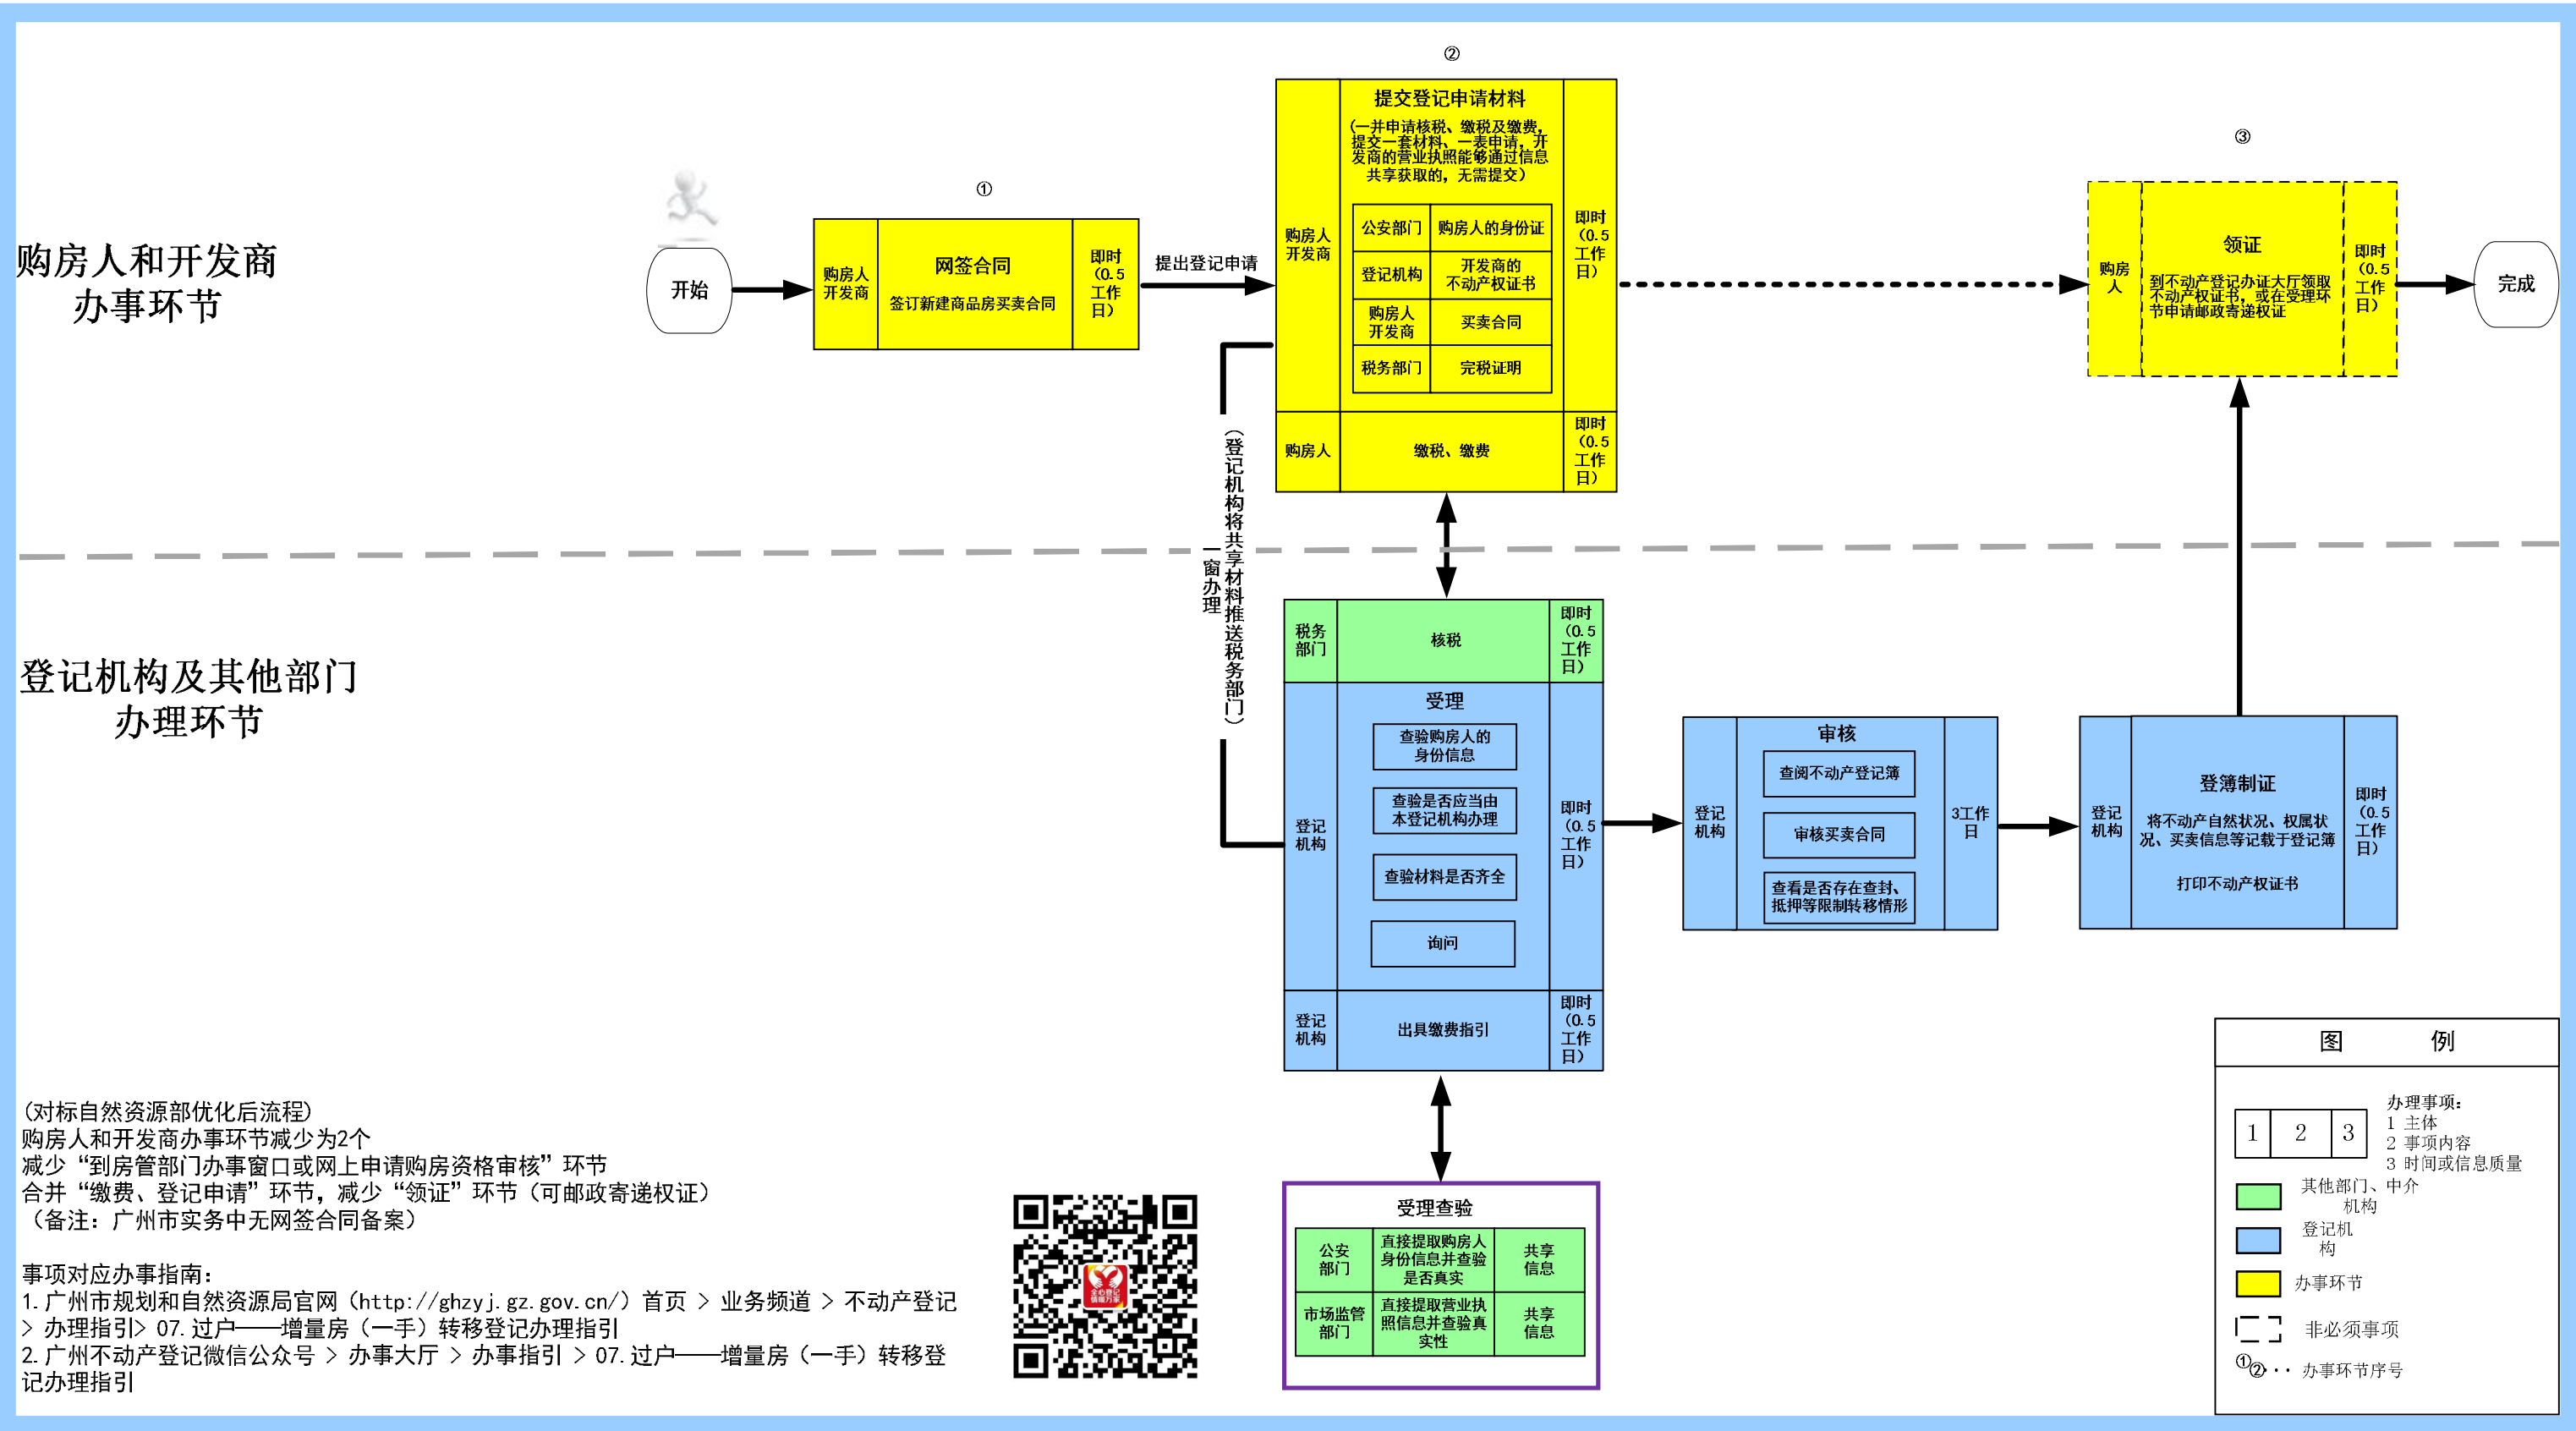 ②
提交登记申请材料
（一并申请核税、缴税及缴费，
提交一套材料、一表申请，开
发商的营业执照能够通过信息
共享获取的，无需提交）
③
①
购房人和开发商
办事环节
开始
购房人
开发商
网签合同
签订新建商品房买卖合同
即时
（0.5
工作
日）
提出登记申请
购房人
开发商
公安部门
购房人的身份证
登记机构
开发商的
不动产权证书
购房人
开发商
买卖合同
税务部门
完税证明
即时
（0.5
工作
日）
购房人
缴税、缴费
即时
（0.5
工作
日）
购房
人
领证
到不动产登记办证大厅领取
不动产权证书，或在受理环
节申请邮政寄递权证
即时
（0.5
工作
日）
完成
一窗办理
（登记机构将共享材料推送税务部门）
登记机构及其他部门
办理环节
税务
部门
核税
即时
（0.5
工作
日）
登记
机构
受理
查验购房人的
身份信息
查验是否应当由
本登记机构办理
查验材料是否齐全
询问
即时
（0.5
工作
日）
登记
机构
出具缴费指引
即时
（0.5
工作
日）
登记
机构
审核
查阅不动产登记簿
审核买卖合同
查看是否存在查封、
抵押等限制转移情形
3工作
日
登记
机构
登簿制证
将不动产自然状况、权属状
况、买卖信息等记载于登记簿
打印不动产权证书
即时
（0.5
工作
日）
受理查验
公安
部门
直接提取购房人
身份信息并查验
是否真实
共享
信息
市场监管
部门
直接提取营业执
照信息并查验真
实性
共享
信息
(对标自然资源部优化后流程)
购房人和开发商办事环节减少为2个
减少“到房管部门办事窗口或网上申请购房资格审核”环节
合并“缴费、登记申请”环节，减少“领证”环节（可邮政寄递权证）
（备注：广州市实务中无网签合同备案）
事项对应办事指南：
1.广州市规划和自然资源局官网（http://ghzyj.gz.gov.cn/）首页 > 业务频道 > 不动产登记
> 办理指引> 07.过户——增量房（一手）转移登记办理指引
2.广州不动产登记微信公众号 > 办事大厅 > 办事指引 > 07.过户——增量房（一手）转移登
记办理指引
全心登记
情暖万家
图 例
1 2 3
办理事项：
1 主体
2 事项内容
3 时间或信息质量
其他部门、中介
机构
登记机
构
办事环节
非必须事项
①②··· 办事环节序号